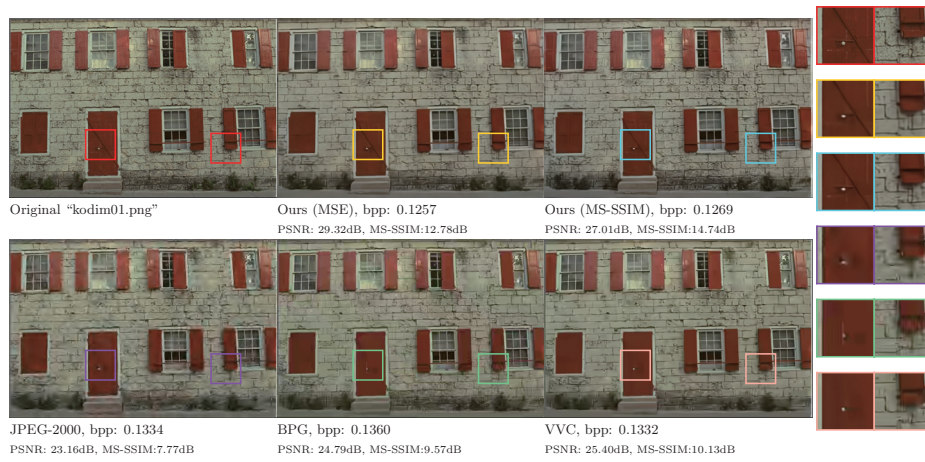 Original “kodim01.png”
Ours (MSE), bpp: 0.1257
PSNR: 29.32dB, MS-SSIM:12.78dB
Ours (MS-SSIM), bpp: 0.1269
PSNR: 27.01dB, MS-SSIM:14.74dB
JPEG-2000, bpp: 0.1334
PSNR: 23.16dB, MS-SSIM:7.77dB
BPG, bpp: 0.1360
PSNR: 24.79dB, MS-SSIM:9.57dB
VVC, bpp: 0.1332
PSNR: 25.40dB, MS-SSIM:10.13dB